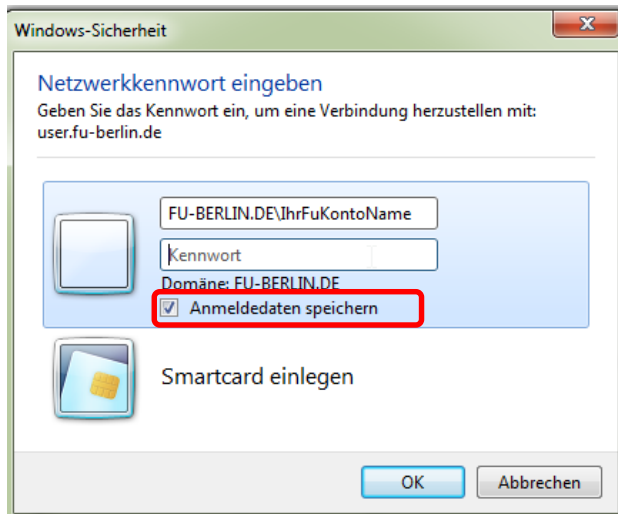 Windows-Sicherheit
Netzwerkkennwort eingeben
Geben Sie das Kennwort ein, um eine Verbindung herzustellen mit:
user.fu-berlin.de
FU-BERLIN.DE\IhrFuKontoName
Kennwort
Domäne: FU-BERLIN.DE
Anmeldedaten speichern
Smartcard einlegen
OK Abbrechen